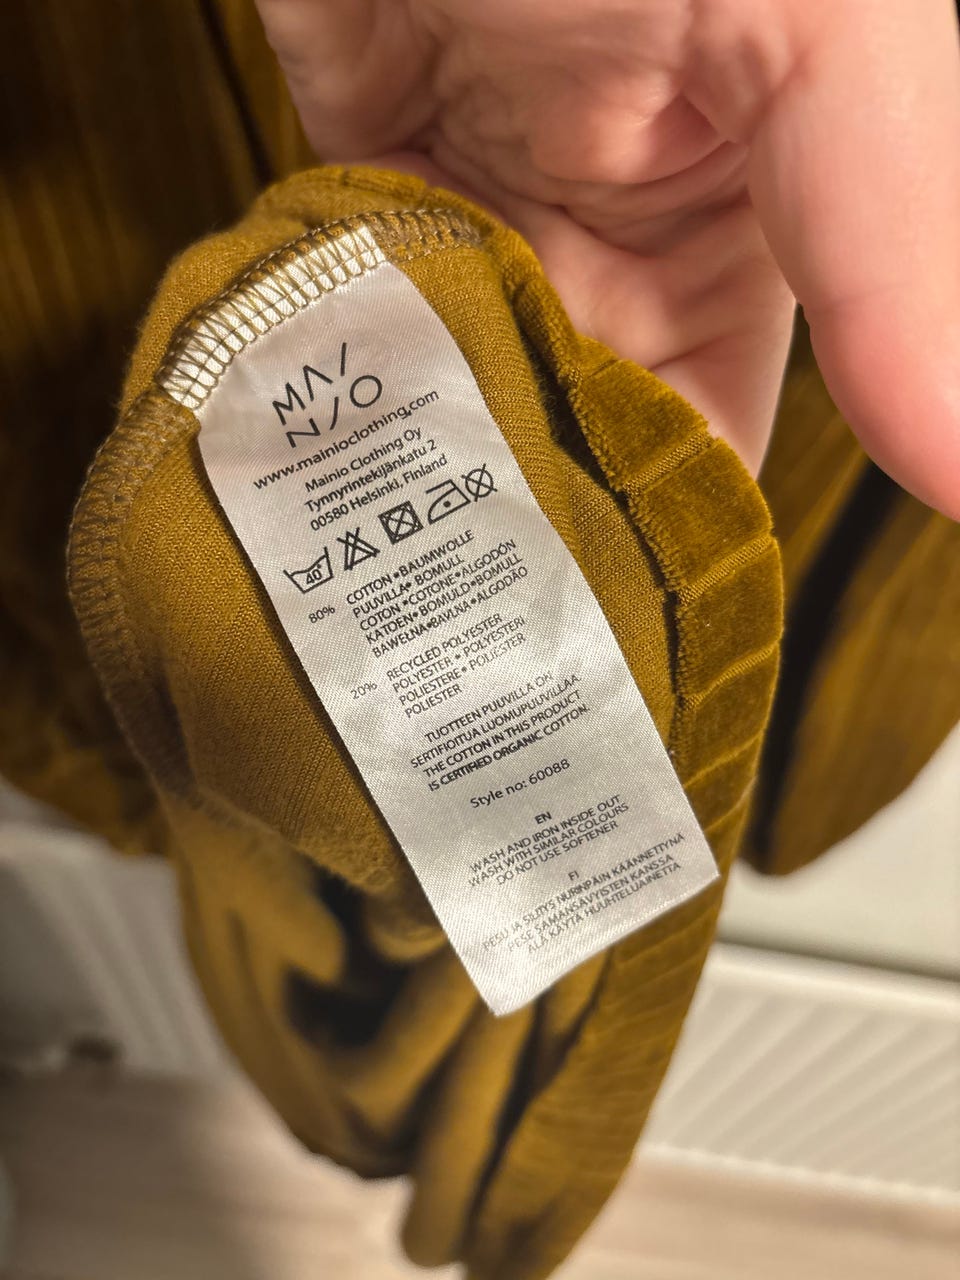 MAI
NIO
www.mainioclothing.com
Mainio Clothing Oy
Tynnyrintekijänkatu 2
00580 Helsinki, Finland
40
80% COTTON•BAUMWOLLE
PUUVILLA• BOMULL
COTON •COTONE•ALGODÓN
KATOEN•BOMULD•BOMULL
BAWEŁNA•BAVLNA•ALGODÃO
20% RECYCLED POLYESTER
POLYESTER • POLYESTERI
POLIESTERE • POLIÉSTER
POLIESTER
TUOTTEEN PUUVILLA ON
SERTIFIOITUA LUOMUPUUVILLAA
THE COTTON IN THIS PRODUCT
IS CERTIFIED ORGANIC COTTON.
Style no: 60088
EN
WASH AND IRON INSIDE OUT
WASH WITH SIMILAR COLOURS
DO NOT USE SOFTENER
FI
PESU JA SILITYS NURINPÄIN KÄÄNNETTYNÄ
PESE SAMANSÄVYISTEN KANSSA
ÄLÄ KÄYTÄ HUUHTELUAINETTA